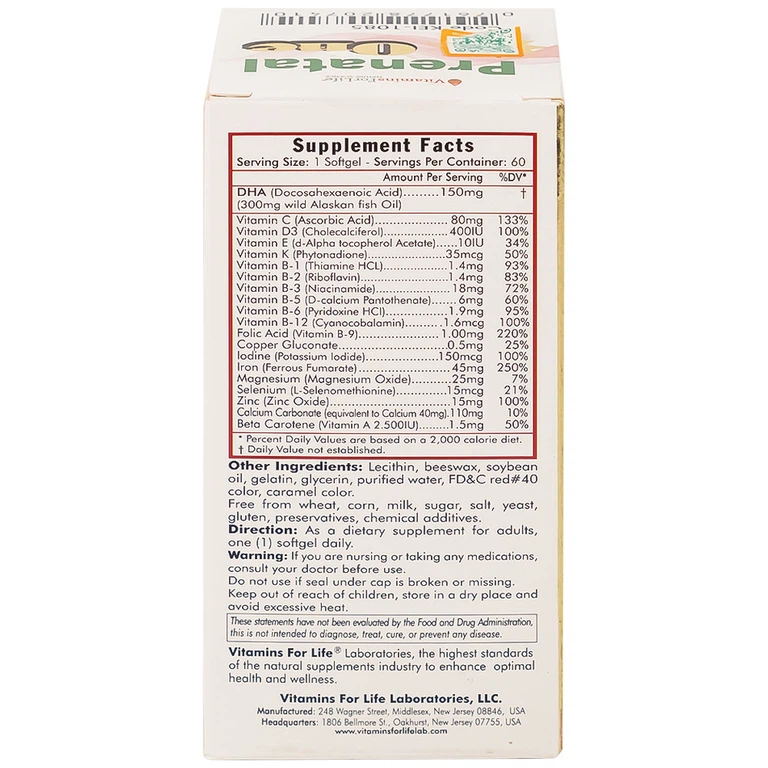 0 751778 20741 0
Code KEL1085
One
Prenatal
VitaminsForLife
Supplement Facts
Serving Size: 1 Softgel - Servings Per Container: 60
Amount Per Serving %DV*
DHA (Docosahexaenoic Acid).........150mg †
(300mg wild Alaskan fish Oil)
Vitamin C (Ascorbic Acid)....................80mg 133%
Vitamin D3 (Cholecalciferol)................400IU 100%
Vitamin E (d-Alpha tocopherol Acetate)......10IU 34%
Vitamin K (Phytonadione)....................35mcg 50%
Vitamin B-1 (Thiamine HCL)................1.4mg 93%
Vitamin B-2 (Riboflavin)......................1.4mg 83%
Vitamin B-3 (Niacinamide)...................18mg 72%
Vitamin B-5 (D-calcium Pantothenate)......6mg 60%
Vitamin B-6 (Pyridoxine HCl)...............1.9mg 95%
Vitamin B-12 (Cyanocobalamin)..........1.6mcg 100%
Folic Acid (Vitamin B-9).....................1.00mg 220%
Copper Gluconate............................0.5mg 25%
Iodine (Potassium Iodide)..................150mcg 100%
Iron (Ferrous Fumarate).......................45mg 250%
Magnesium (Magnesium Oxide)............25mg 7%
Selenium (L-Selenomethionine)............15mcg 21%
Zinc (Zinc Oxide)...............................15mg 100%
Calcium Carbonate (equivalent to Calcium 40mg).110mg 10%
Beta Carotene (Vitamin A 2.500IU)........1.5mg 50%
* Percent Daily Values are based on a 2,000 calorie diet.
† Daily Value not established.
Other Ingredients: Lecithin, beeswax, soybean
oil, gelatin, glycerin, purified water, FD&C red#40
color, caramel color.
Free from wheat, corn, milk, sugar, salt, yeast,
gluten, preservatives, chemical additives.
Direction: As a dietary supplement for adults,
one (1) softgel daily.
Warning: If you are nursing or taking any medications,
consult your doctor before use.
Do not use if seal under cap is broken or missing.
Keep out of reach of children, store in a dry place and
avoid excessive heat.
These statements have not been evaluated by the Food and Drug Administration,
this is not intended to diagnose, treat, cure, or prevent any disease.
Vitamins For Life® Laboratories, the highest standards
of the natural supplements industry to enhance optimal
health and wellness.
Vitamins For Life Laboratories, LLC.
Manufactured: 248 Wagner Street, Middlesex, New Jersey 08846, USA
Headquarters: 1806 Bellmore St., Oakhurst, New Jersey 07755, USA
www.vitaminsforlifelab.com